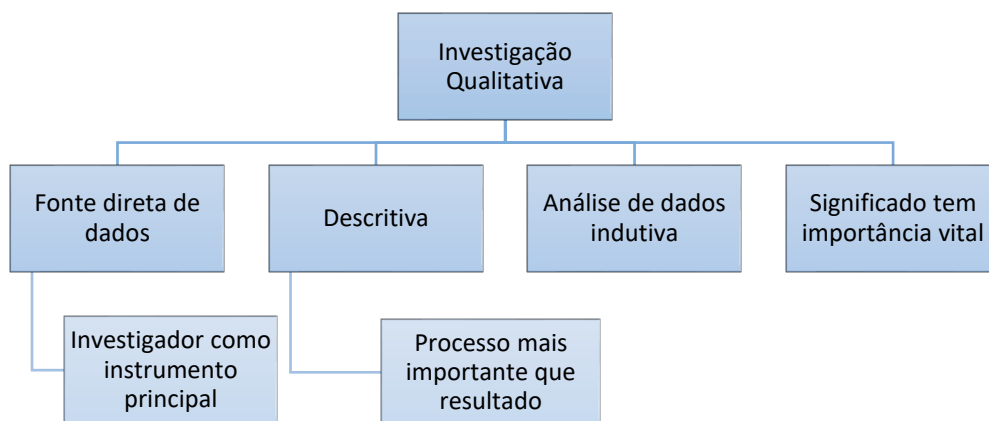 Investigação
Qualitativa
Fonte direta de
dados
Descritiva
Análise de dados
indutiva
Significado tem
importância vital
Investigador como
instrumento
principal
Processo mais
importante que
resultado